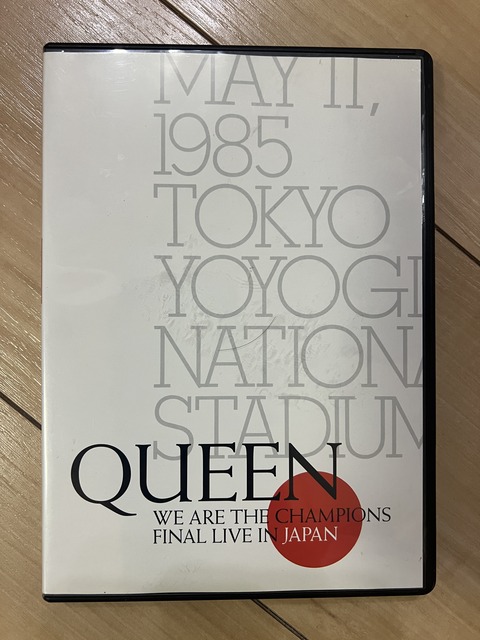 MAY 11,
1985
TOKYO
YOYOGI
NATIONA
STADIUM
QUEEN
WE ARE THE CHAMPIONS
FINAL LIVE IN JAPAN